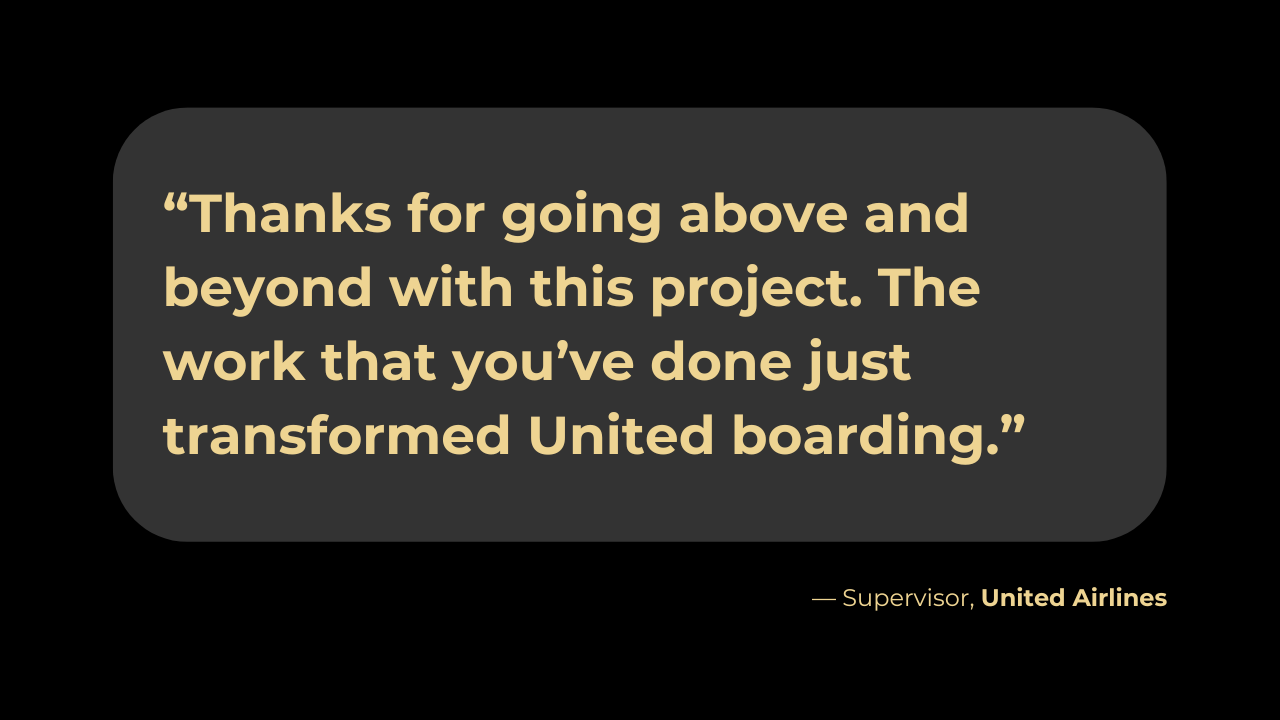 “Thanks for going above and
beyond with this project. The
work that you’ve done just
transformed United boarding.”
— Supervisor, United Airlines